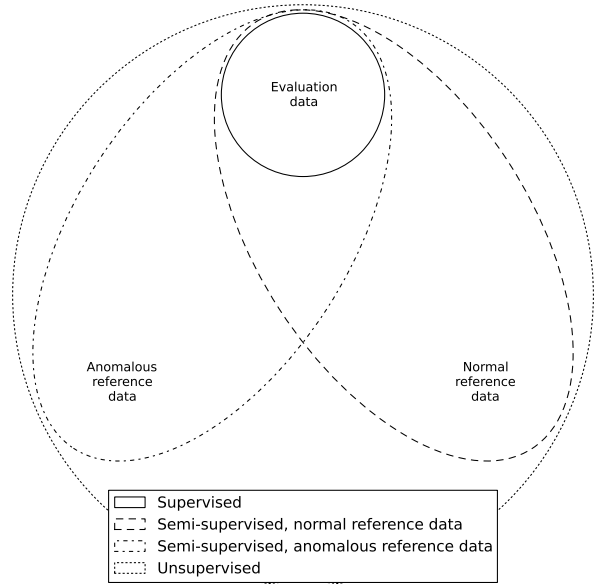 Evaluation
data
Anomalous
reference
data
Normal
reference
data
Supervised
Semi-supervised, normal reference data
Semi-supervised, anomalous reference data
Unsupervised